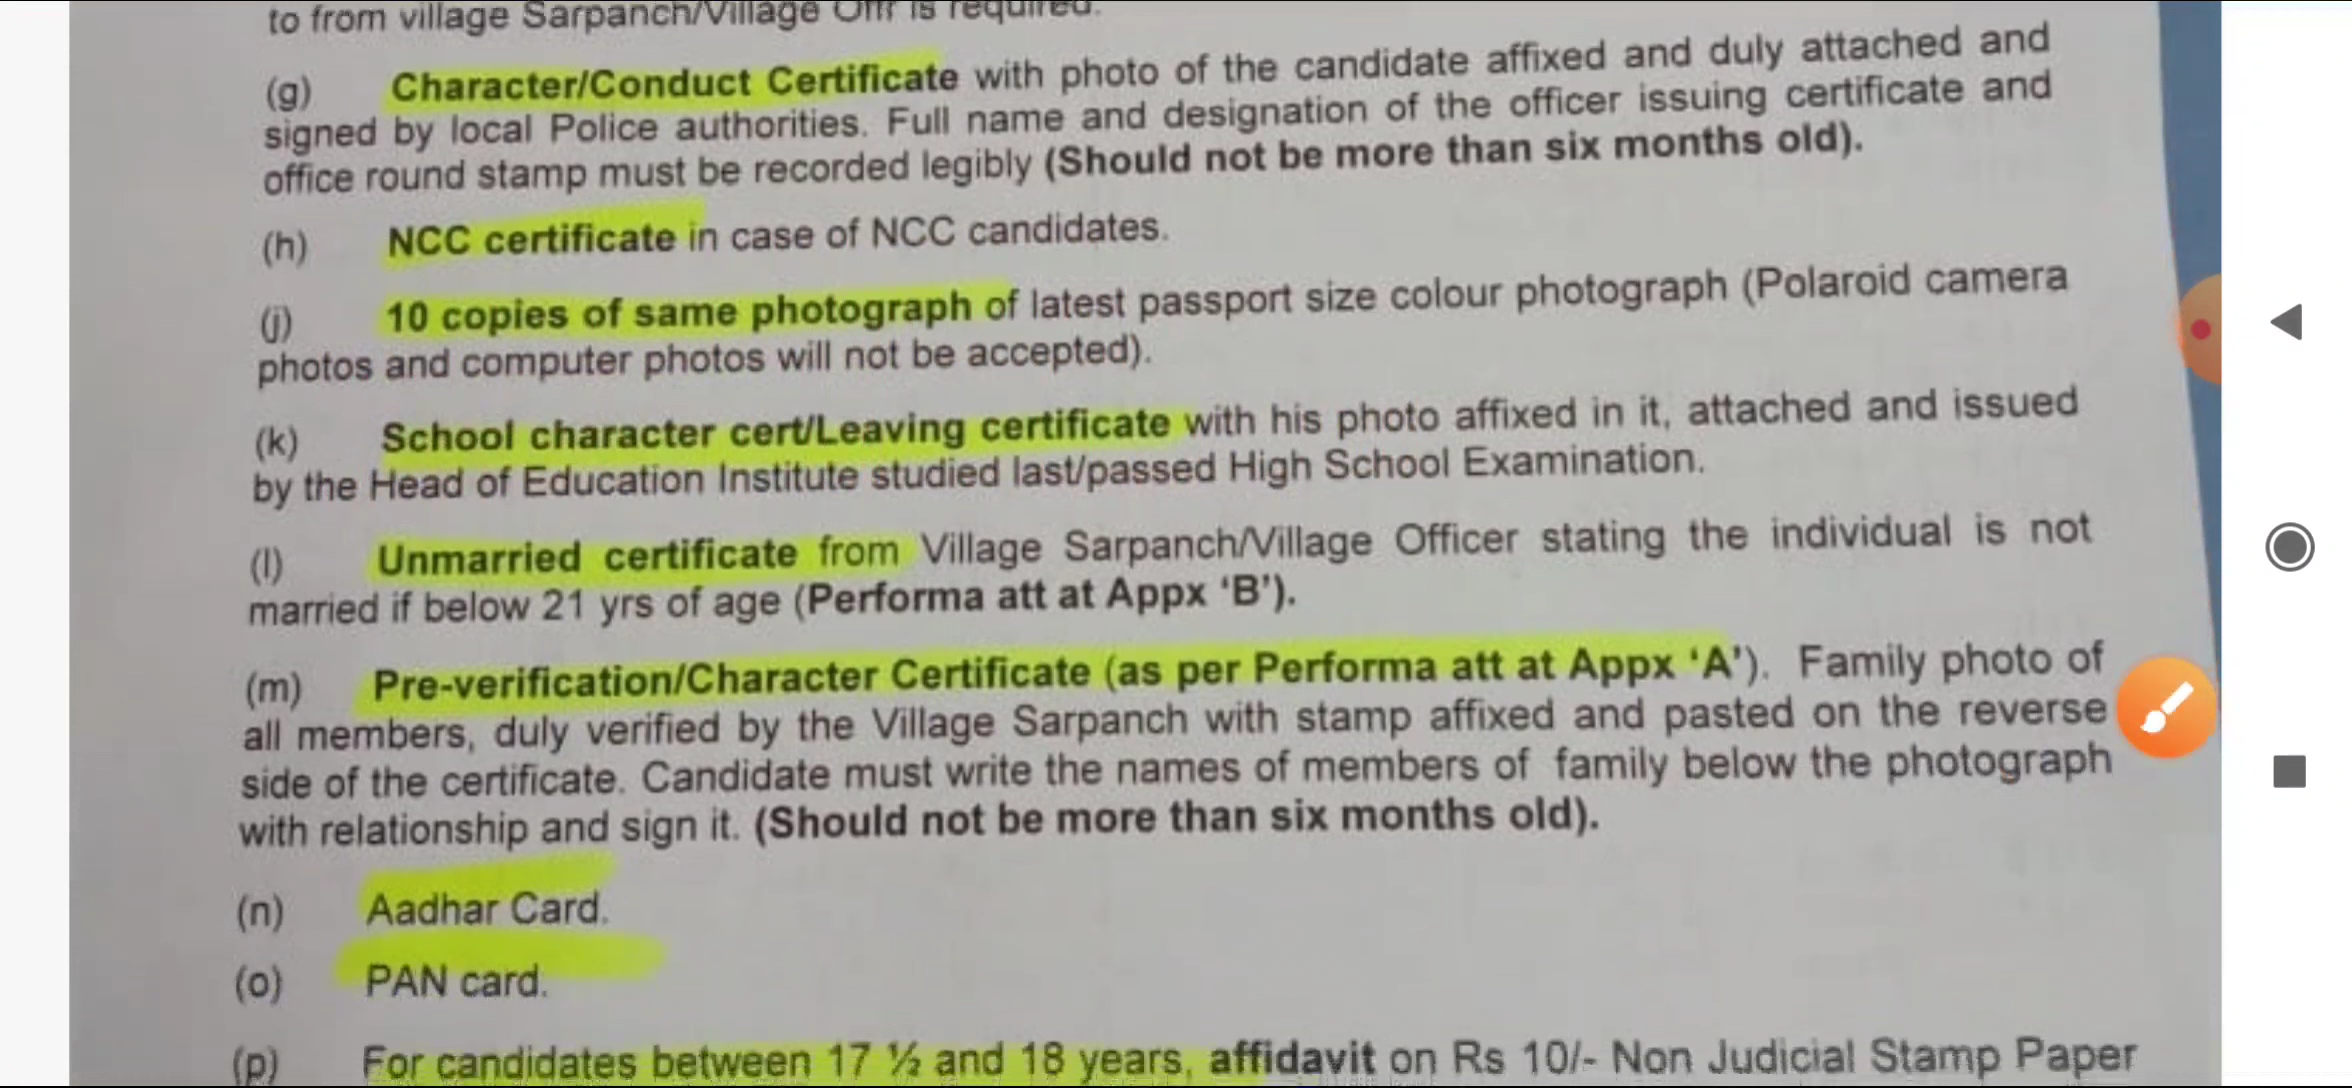 to from village Sarpanch/Village Offr is required.
(g) Character/Conduct Certificate with photo of the candidate affixed and duly attached and
signed by local Police authorities. Full name and designation of the officer issuing certificate and
office round stamp must be recorded legibly (Should not be more than six months old).
(h) NCC certificate in case of NCC candidates.
(j) 10 copies of same photograph of latest passport size colour photograph (Polaroid camera
photos and computer photos will not be accepted).
(k) School character cert/Leaving certificate with his photo affixed in it, attached and issued
by the Head of Education Institute studied last/passed High School Examination.
(l) Unmarried certificate from Village Sarpanch/Village Officer stating the individual is not
married if below 21 yrs of age (Performa att at Appx ‘B’).
(m) Pre-verification/Character Certificate (as per Performa att at Appx ‘A’). Family photo of
all members, duly verified by the Village Sarpanch with stamp affixed and pasted on the reverse
side of the certificate. Candidate must write the names of members of family below the photograph
with relationship and sign it. (Should not be more than six months old).
(n) Aadhar Card.
(o) PAN card.
(p) For candidates between 17 ½ and 18 years, affidavit on Rs 10/- Non Judicial Stamp Paper